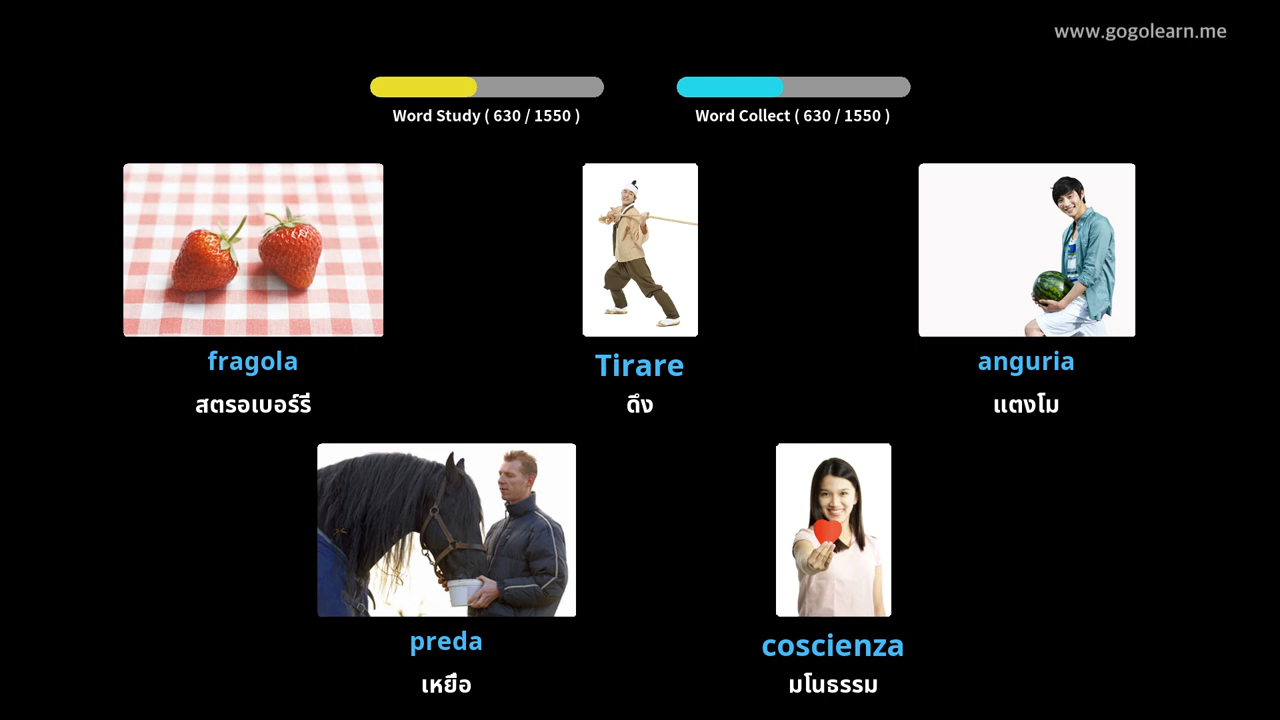 www.gogolearn.me
Word Study ( 630 / 1550 )
Word Collect ( 630 / 1550 )
fragola
สตรอเบอร์รี่
Tirare
ดึง
anguria
แตงโม
preda
เหยื่อ
coscienza
มโนธรรม